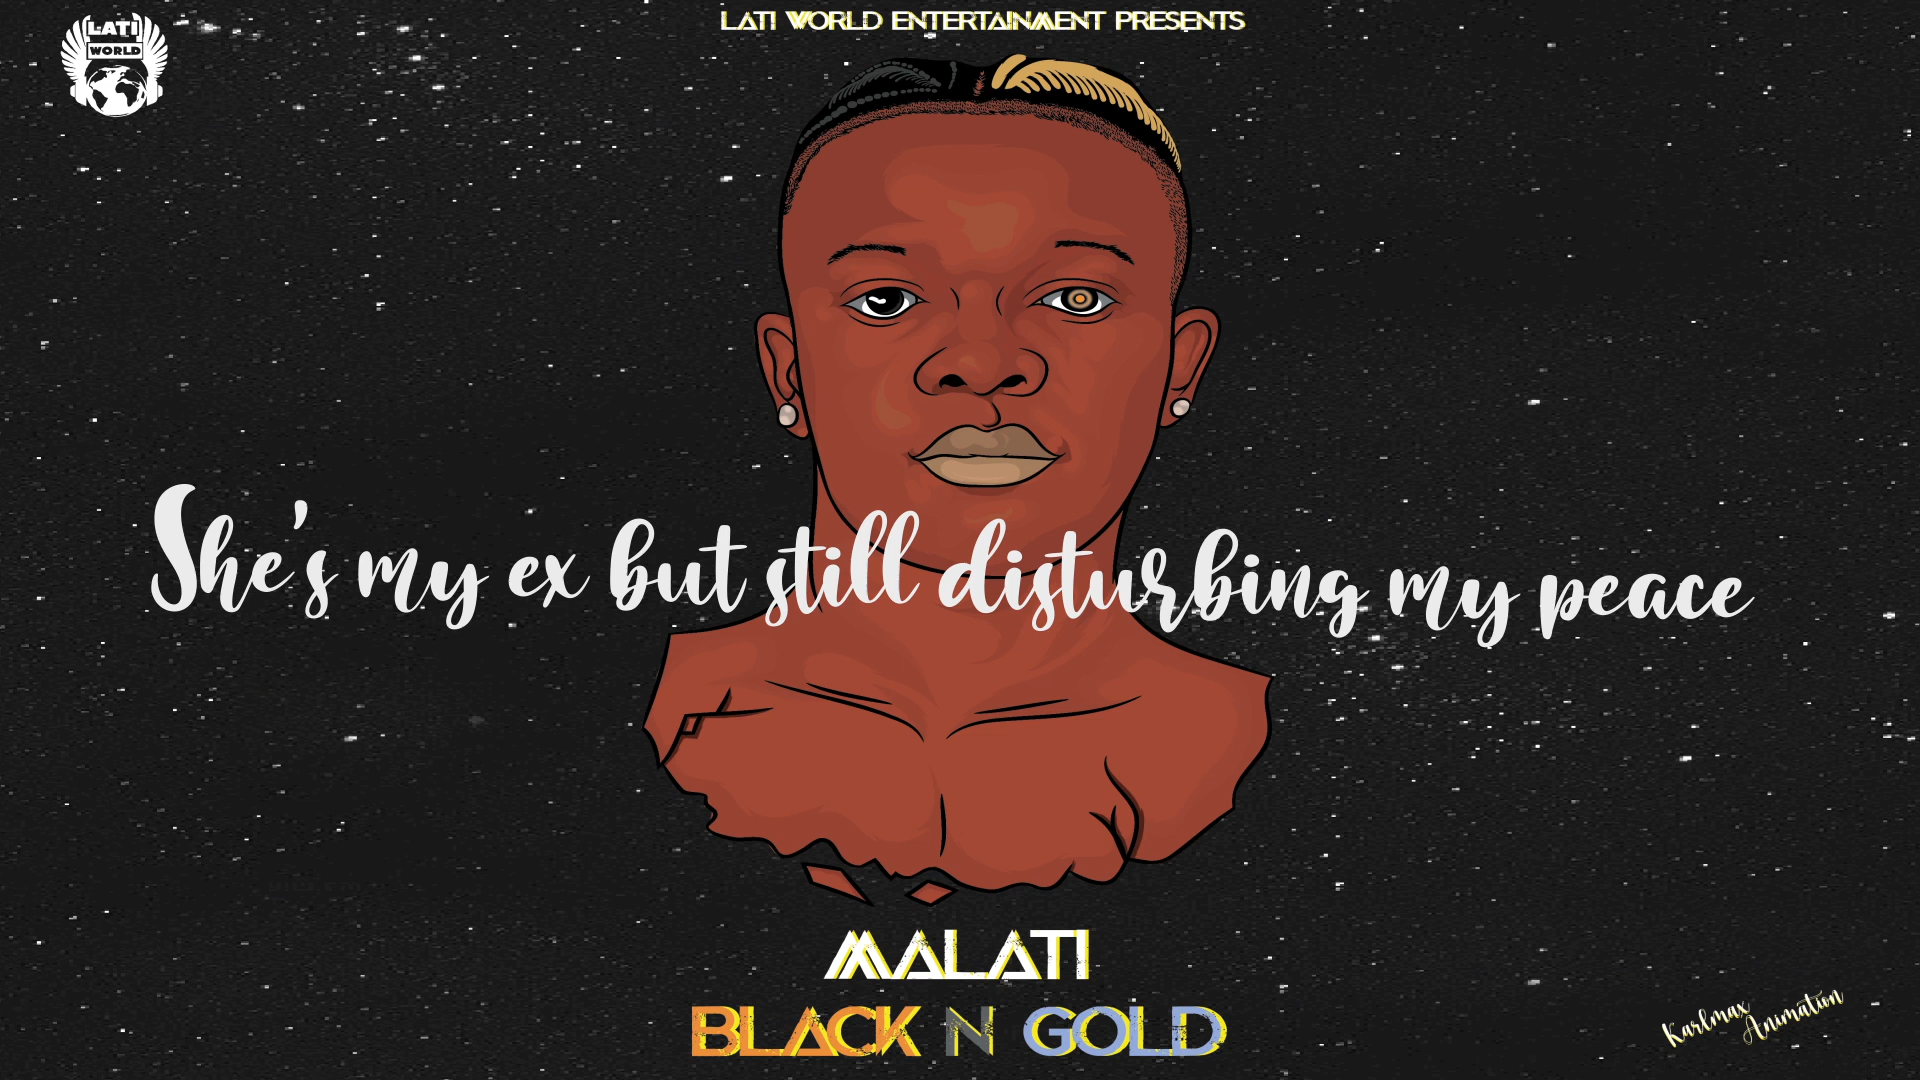 LATI
WORLD
LATI WORLD ENTERTAINMENT PRESENTS
She's my ex but still disturbing my peace
MALATI
BLACK N GOLD
Karlmax
Animation